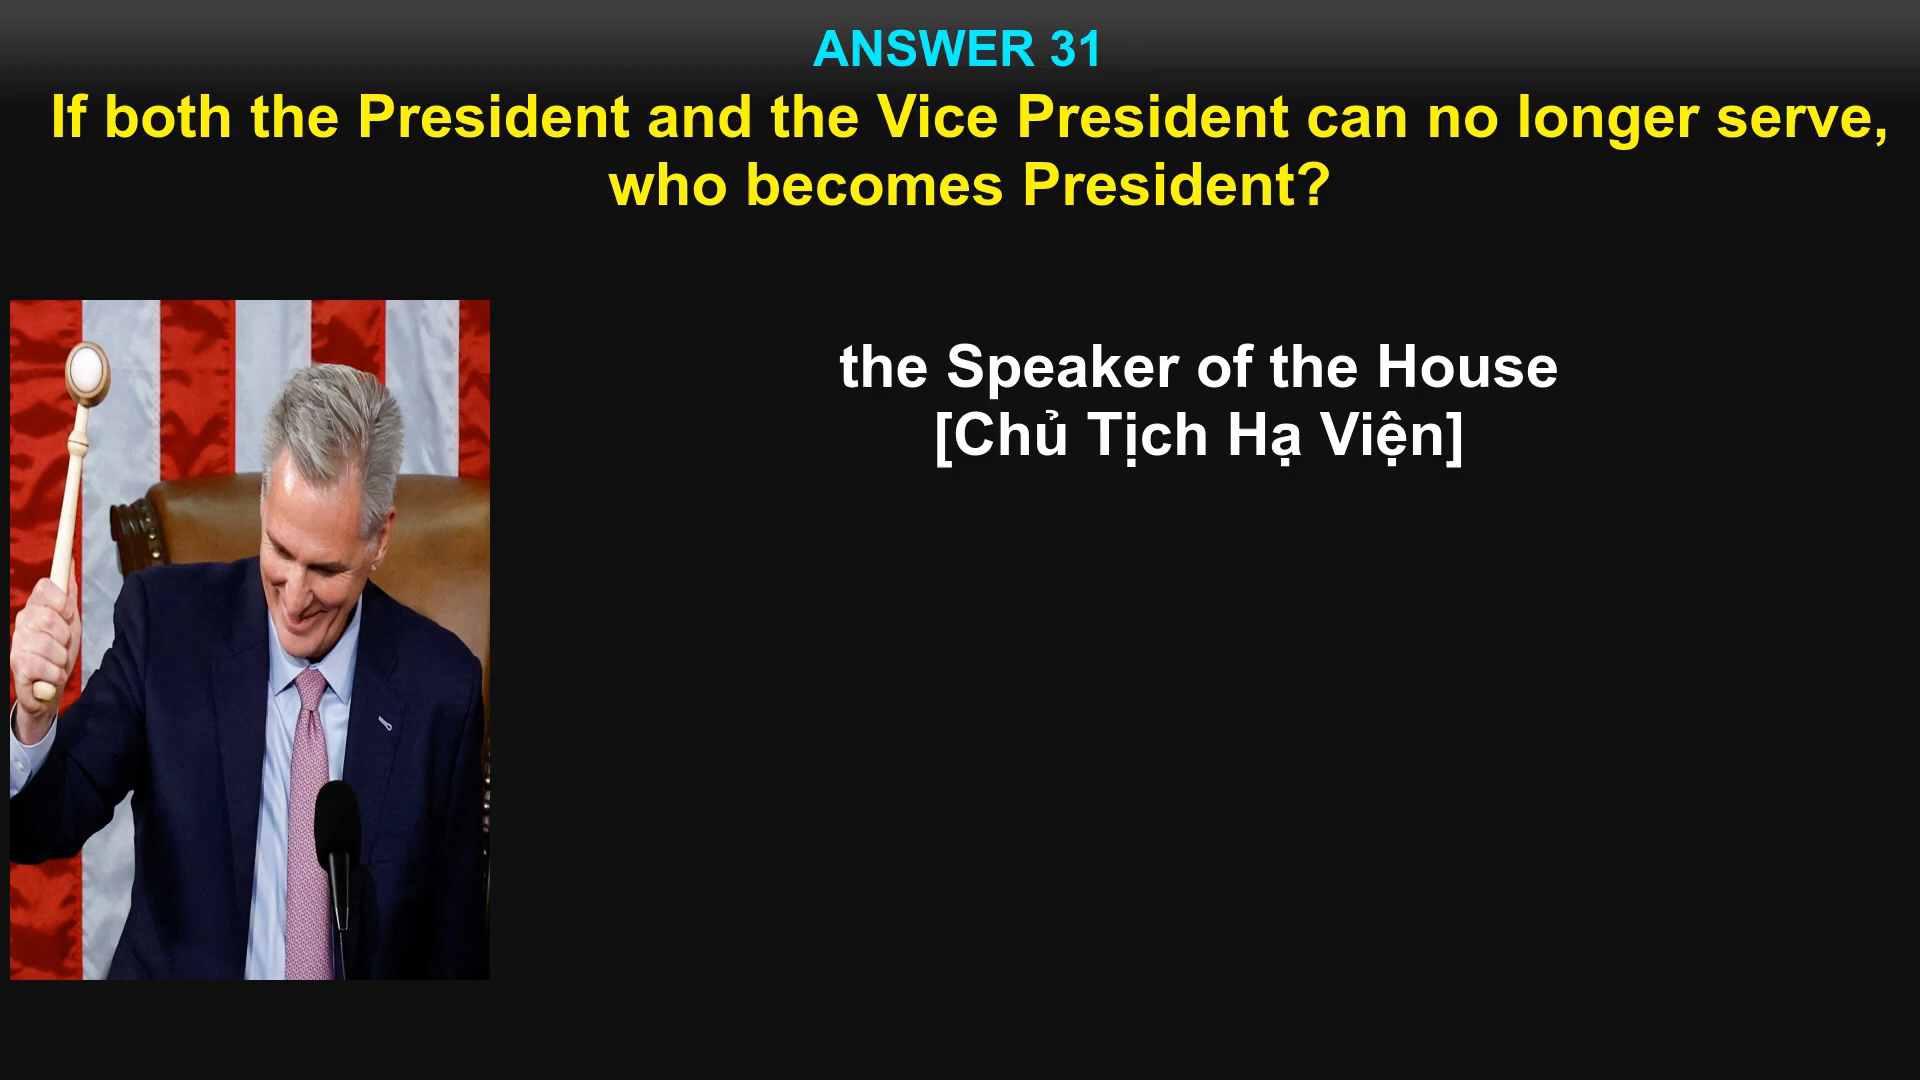 ANSWER 31
If both the President and the Vice President can no longer serve,
who becomes President?
the Speaker of the House
[Chủ Tịch Hạ Viện]